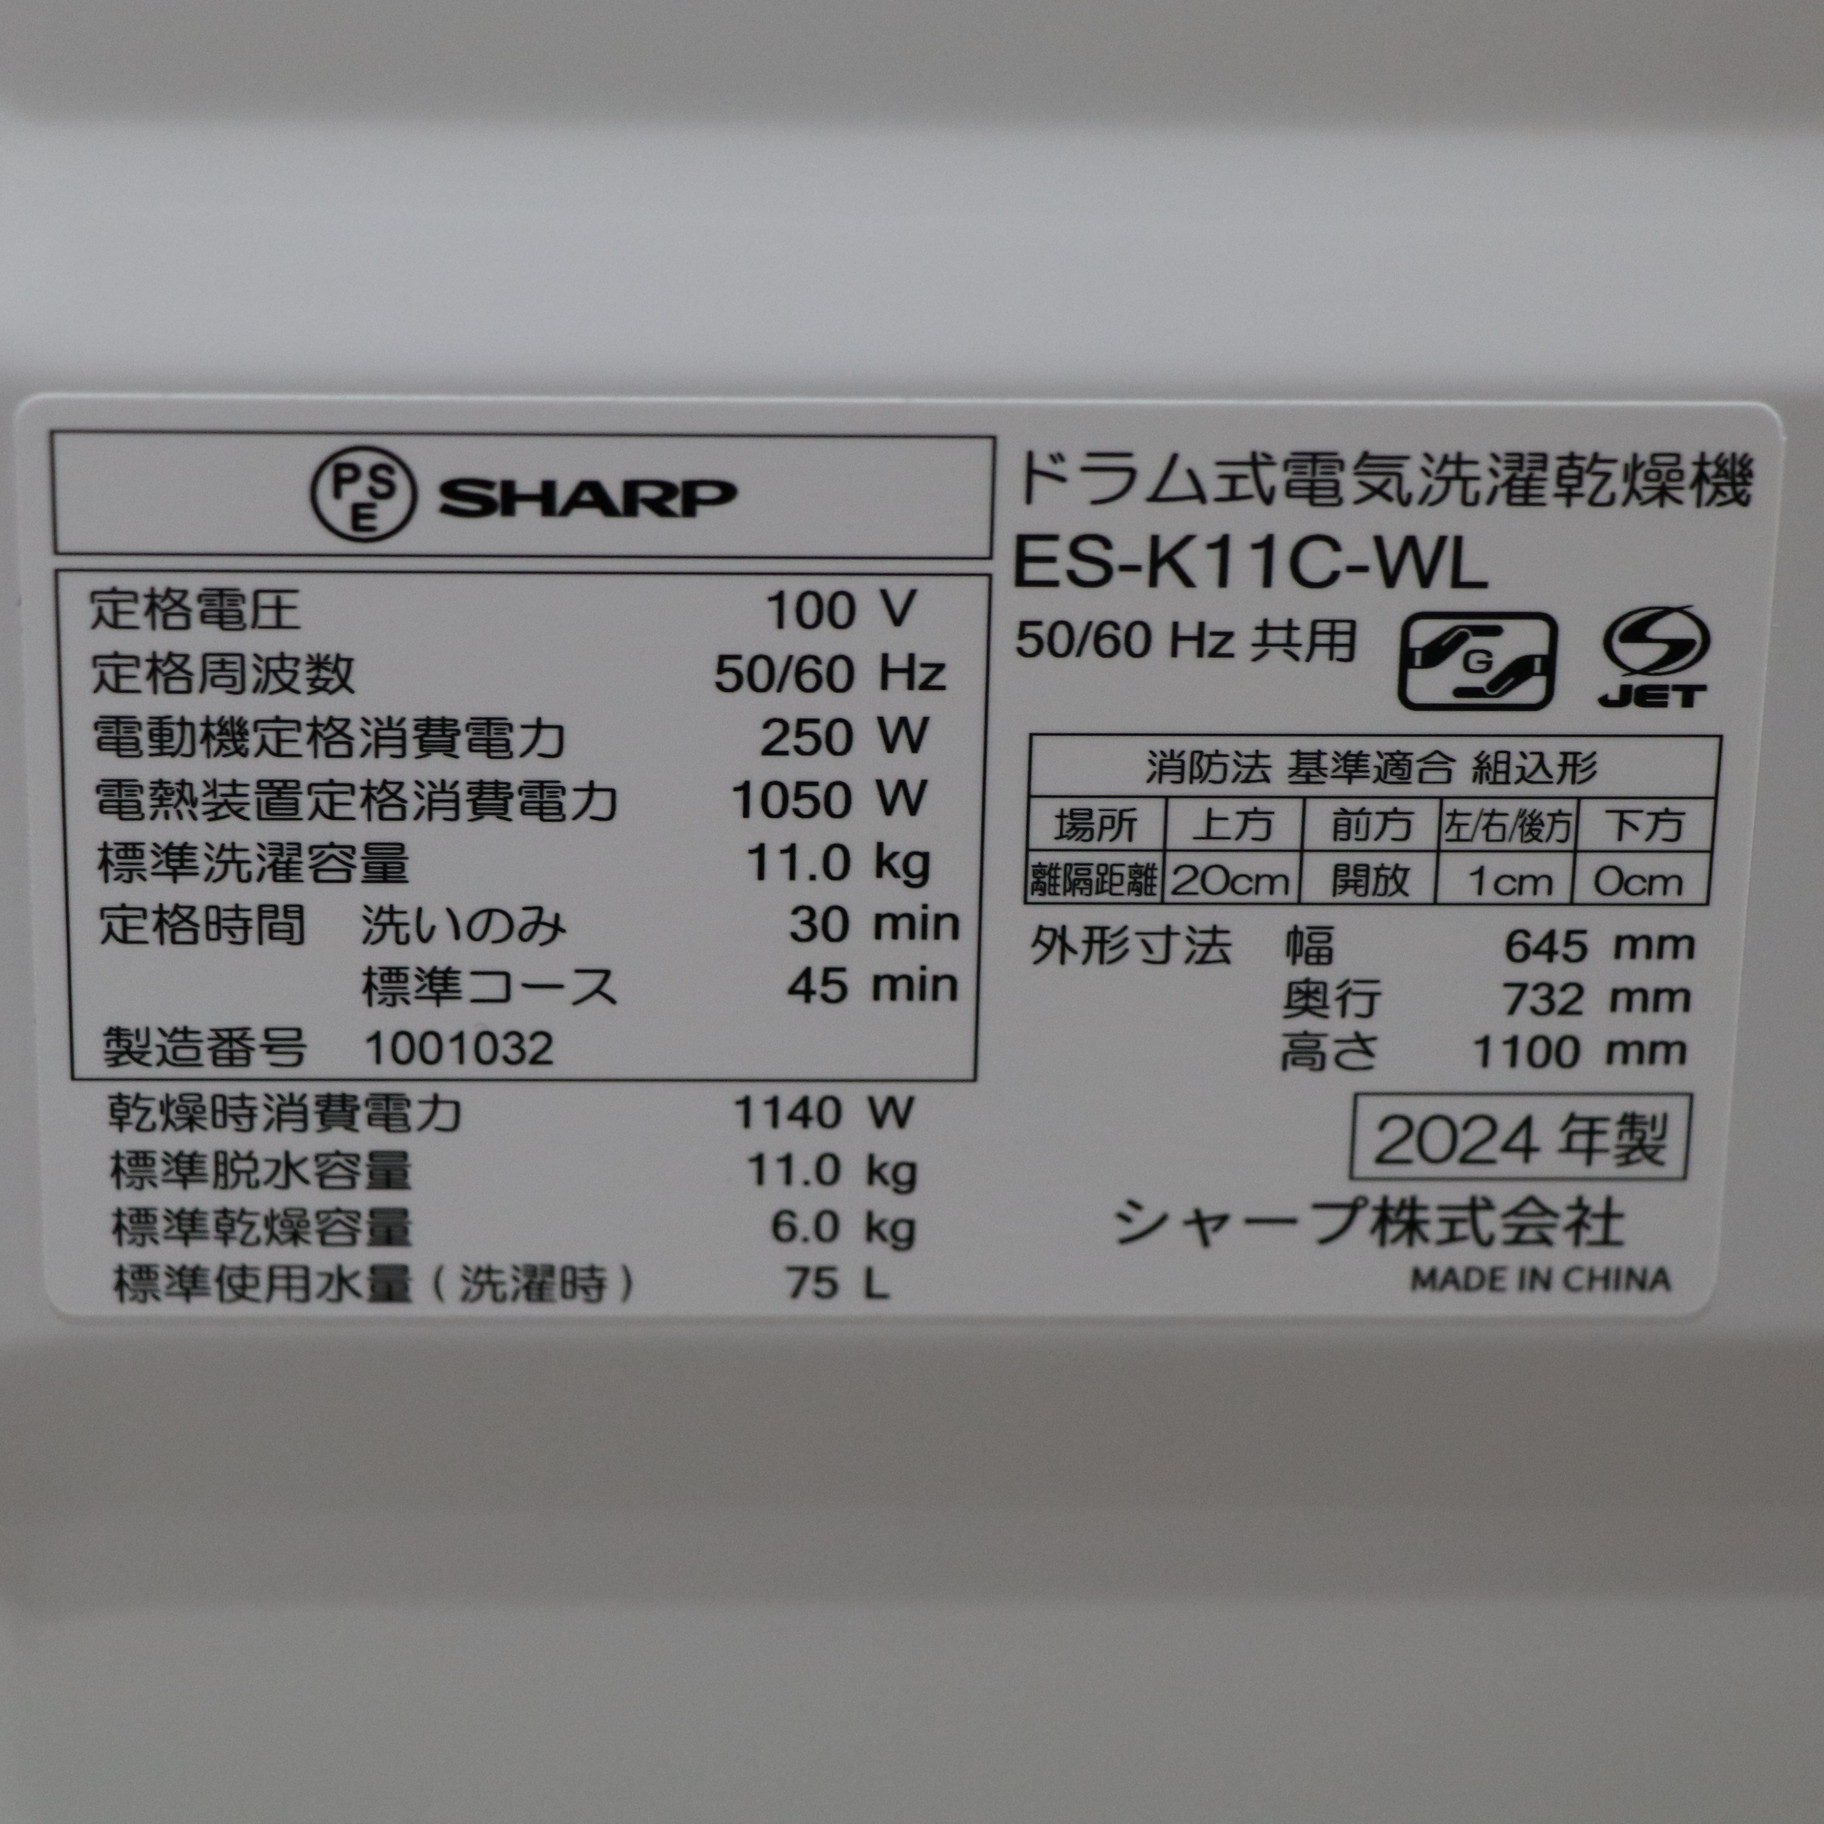 PSE SHARP
定格電圧 100 V
定格周波数 50/60 Hz
電動機定格消費電力 250 W
電熱装置定格消費電力 1050 W
標準洗濯容量 11.0 kg
定格時間 洗いのみ 30 min
標準コース 45 min
製造番号 1001032
乾燥時消費電力 1140 W
標準脱水容量 11.0 kg
標準乾燥容量 6.0 kg
標準使用水量(洗濯時) 75 L
ドラム式電気洗濯乾燥機
ES-K11C-WL
50/60 Hz 共用 G S JET
消防法 基準適合 組込形
場所 上方 前方 左/右/後方 下方
離隔距離 20cm 開放 1cm 0cm
外形寸法 幅 645 mm
奥行 732 mm
高さ 1100 mm
2024 年製
シャープ株式会社
MADE IN CHINA